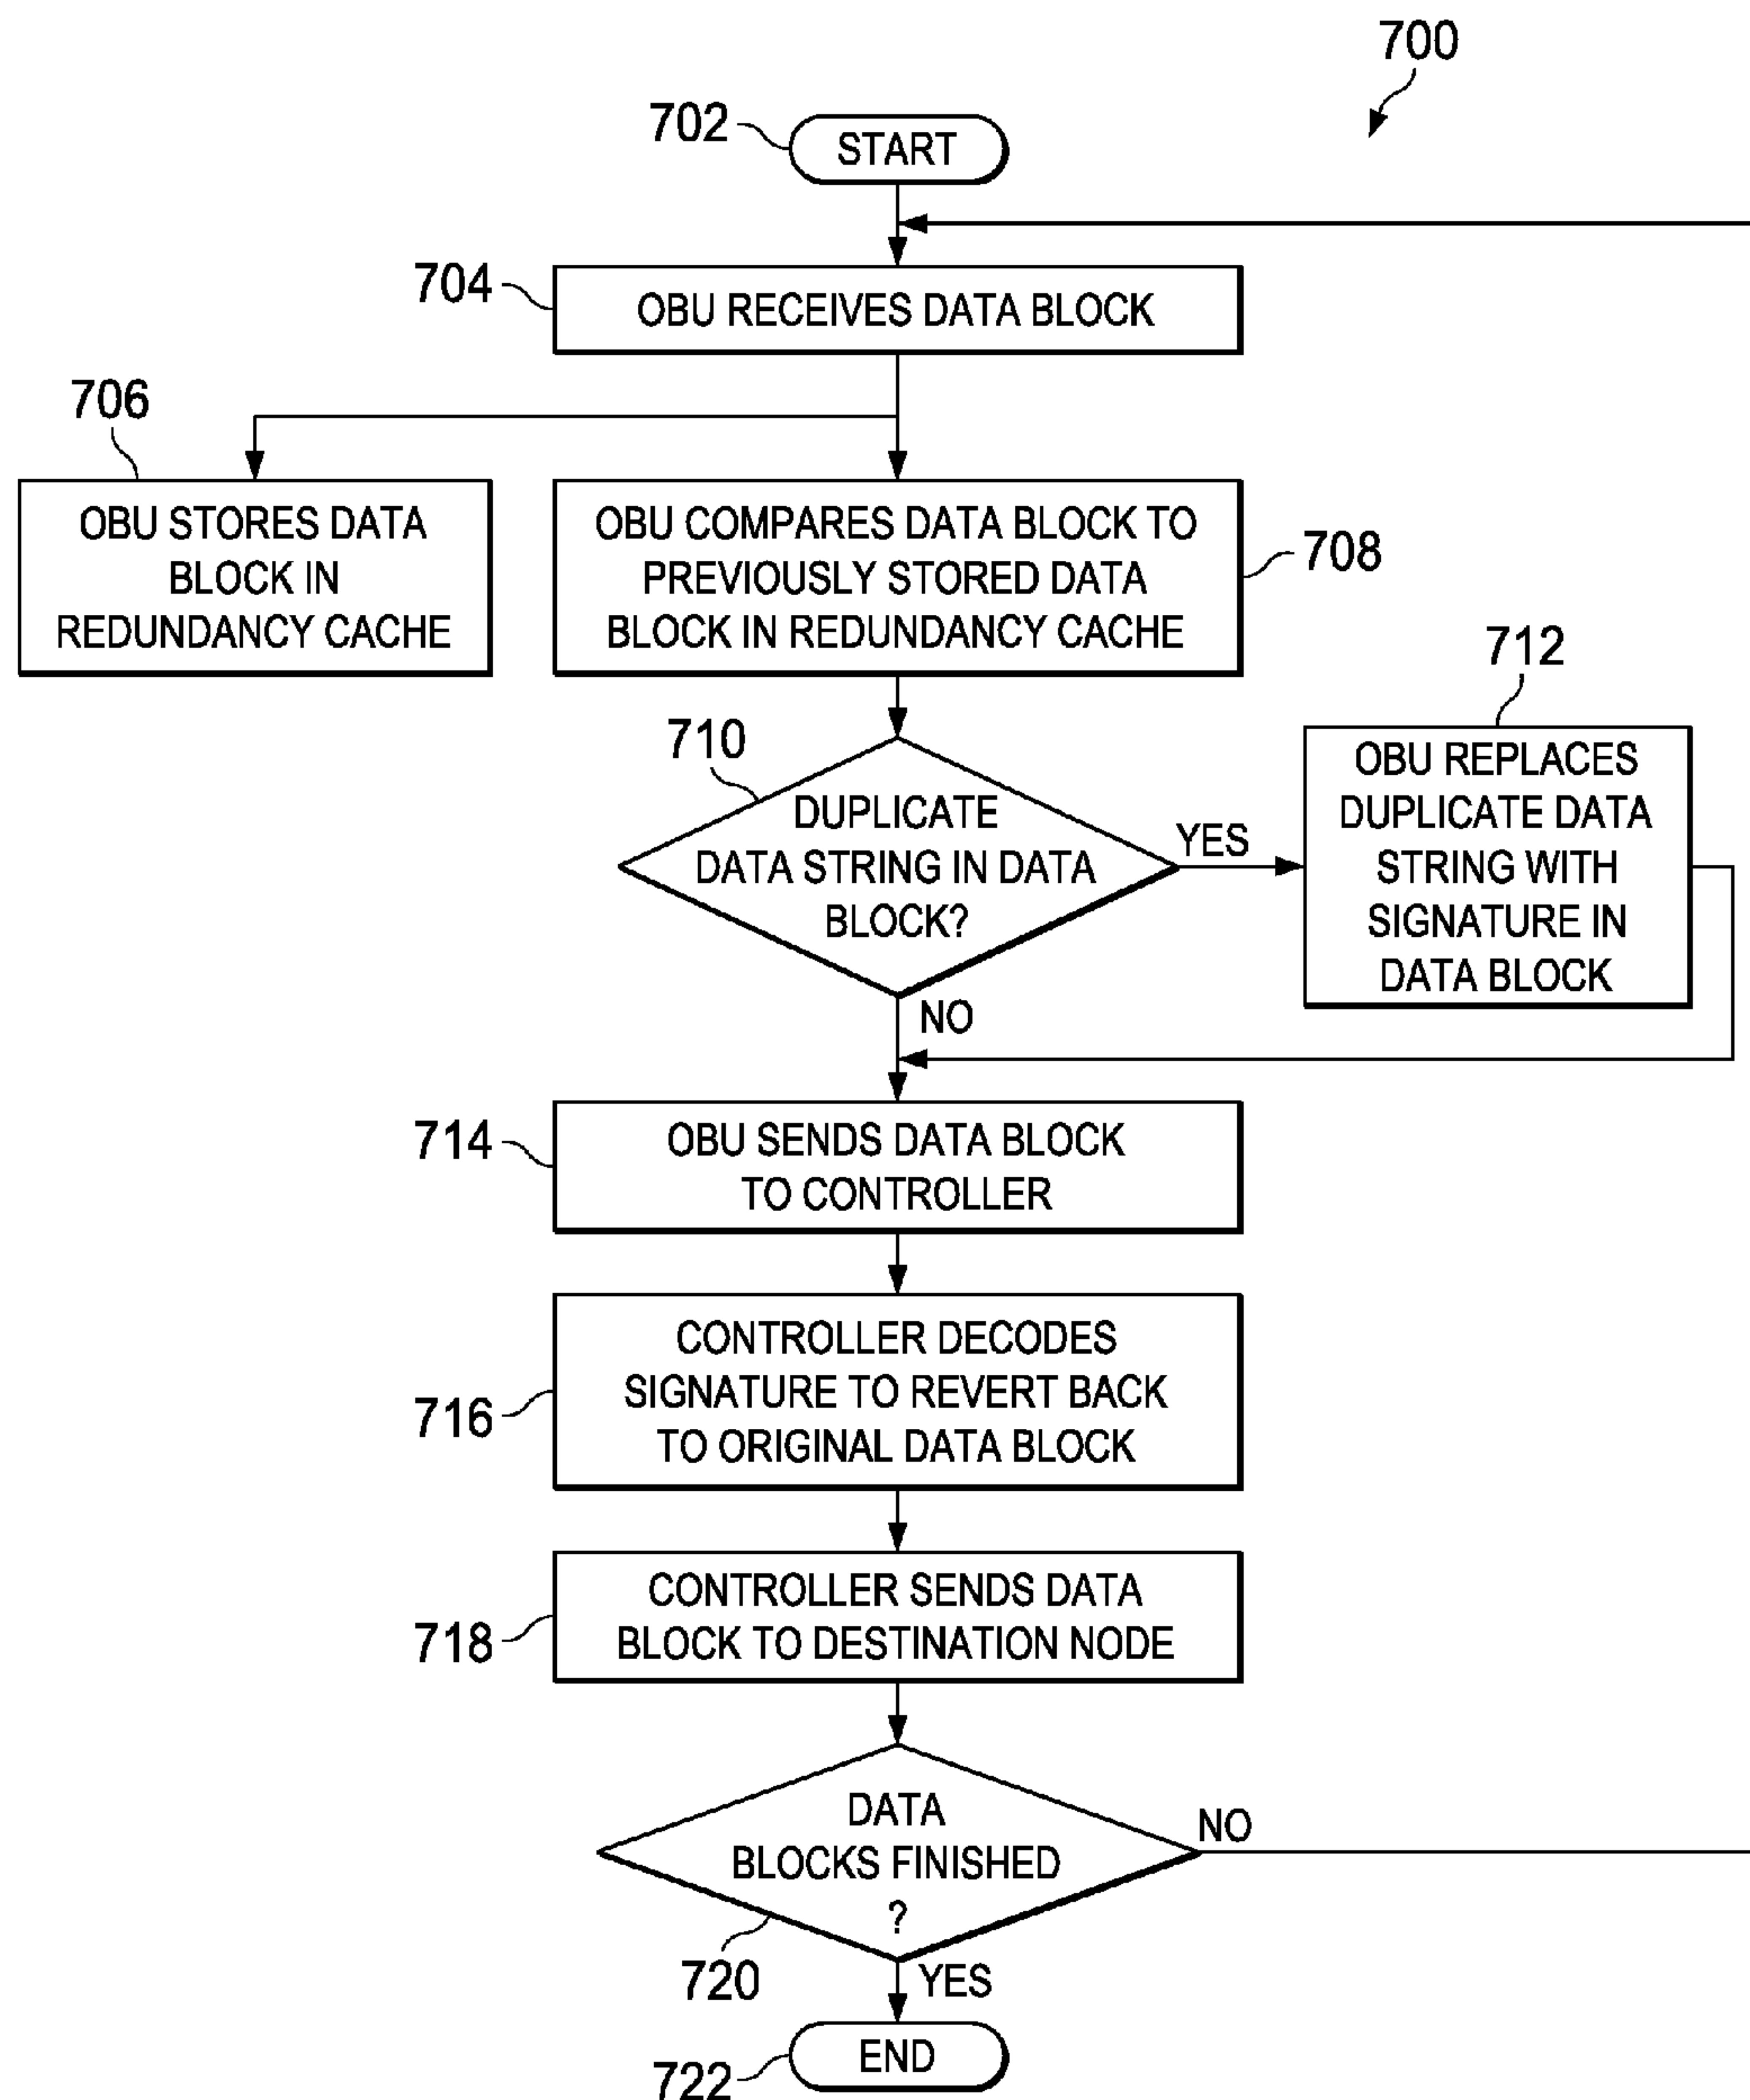 700
702
START
704
OBU RECEIVES DATA BLOCK
706
OBU STORES DATA
BLOCK IN
REDUNDANCY CACHE
OBU COMPARES DATA BLOCK TO
PREVIOUSLY STORED DATA
BLOCK IN REDUNDANCY CACHE
708
710
DUPLICATE
DATA STRING IN DATA
BLOCK?
YES
712
OBU REPLACES
DUPLICATE DATA
STRING WITH
SIGNATURE IN
DATA BLOCK
NO
714
OBU SENDS DATA BLOCK
TO CONTROLLER
716
CONTROLLER DECODES
SIGNATURE TO REVERT BACK
TO ORIGINAL DATA BLOCK
718
CONTROLLER SENDS DATA
BLOCK TO DESTINATION NODE
DATA
BLOCKS FINISHED
?
NO
720
YES
722
END